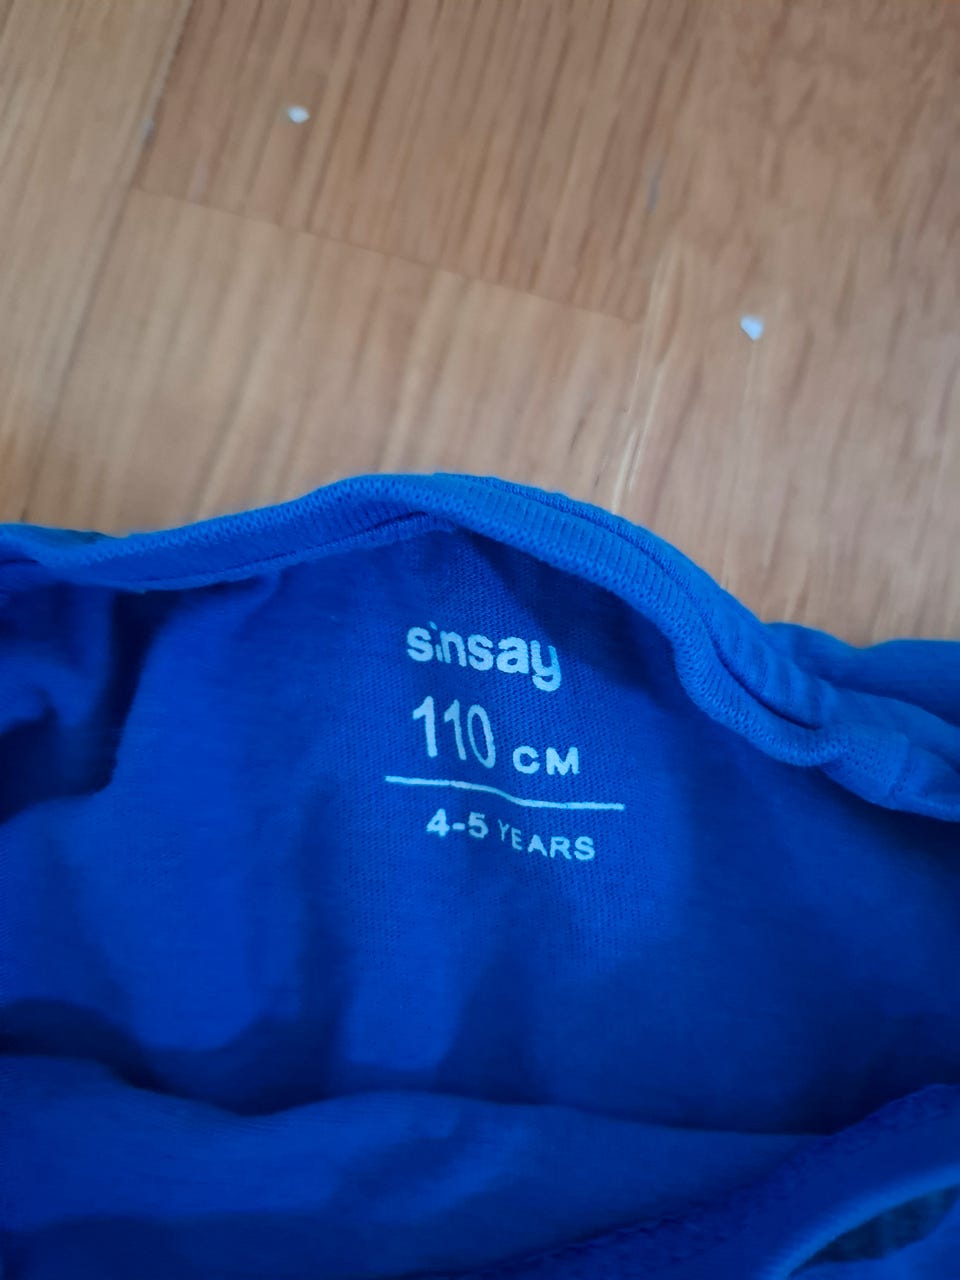 sinsay
110 CM
4-5 YEARS